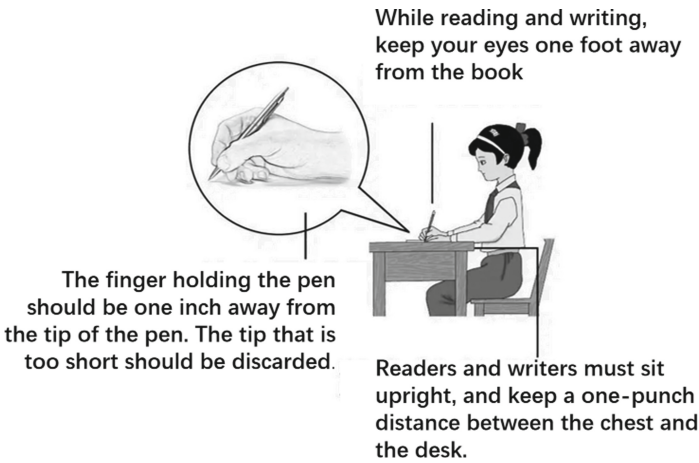 While reading and writing,
keep your eyes one foot away
from the book
The finger holding the pen
should be one inch away from
the tip of the pen. The tip that is
too short should be discarded.
Readers and writers must sit
upright, and keep a one-punch
distance between the chest and
the desk.